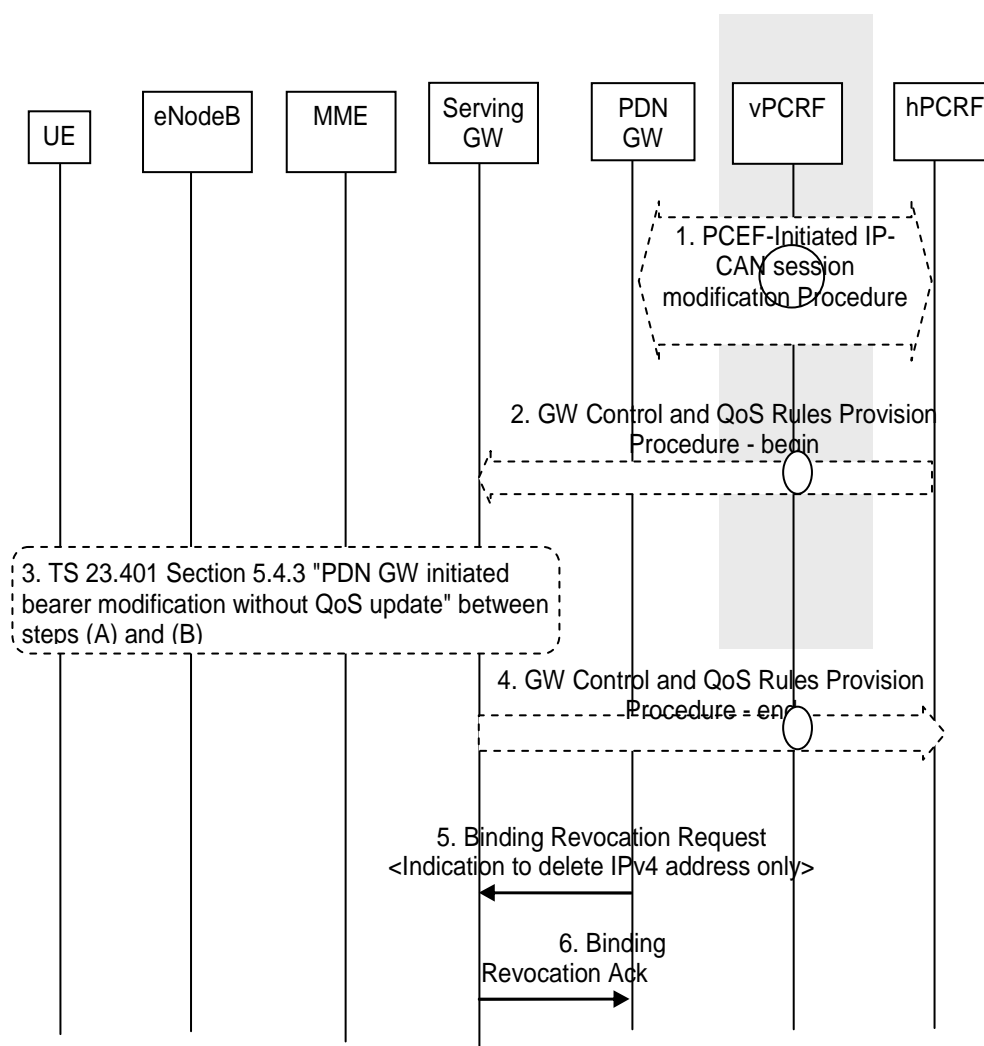 UE
eNodeB
MME
Serving
GW
PDN
GW
vPCRF
hPCRF
1. PCEF-Initiated IP-
CAN session
modification Procedure
2. GW Control and QoS Rules Provision
Procedure - begin
3. TS 23.401 Section 5.4.3 "PDN GW initiated
bearer modification without QoS update" between
steps (A) and (B)
4. GW Control and QoS Rules Provision
Procedure - end
5. Binding Revocation Request
<Indication to delete IPv4 address only>
6. Binding
Revocation Ack